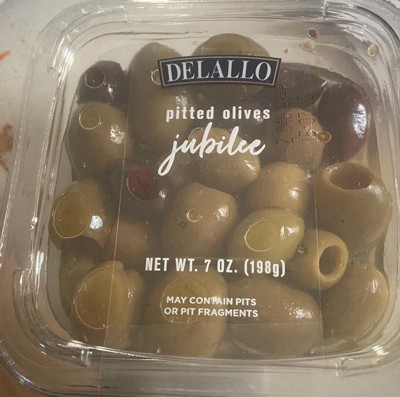 DELALLO
pitted olives
jubilee
NET WT. 7 OZ. (198g)
MAY CONTAIN PITS
OR PIT FRAGMENTS